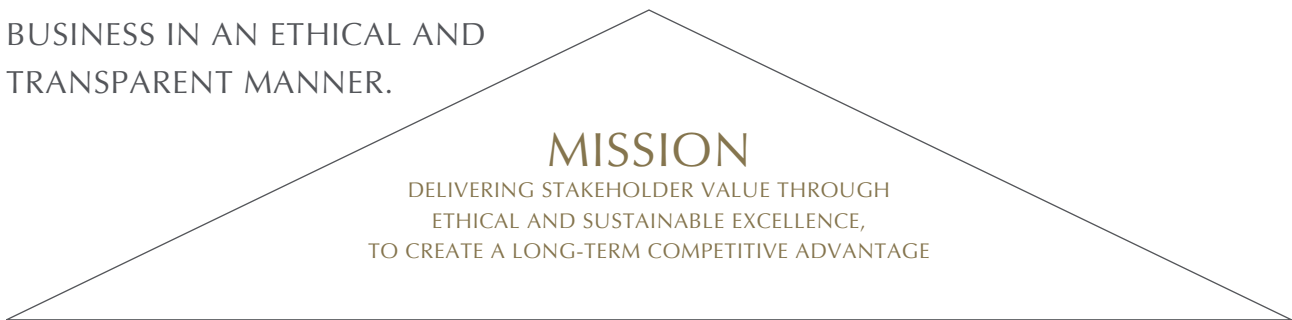 BUSINESS IN AN ETHICAL AND
TRANSPARENT MANNER.
MISSION
DELIVERING STAKEHOLDER VALUE THROUGH
ETHICAL AND SUSTAINABLE EXCELLENCE,
TO CREATE A LONG-TERM COMPETITIVE ADVANTAGE